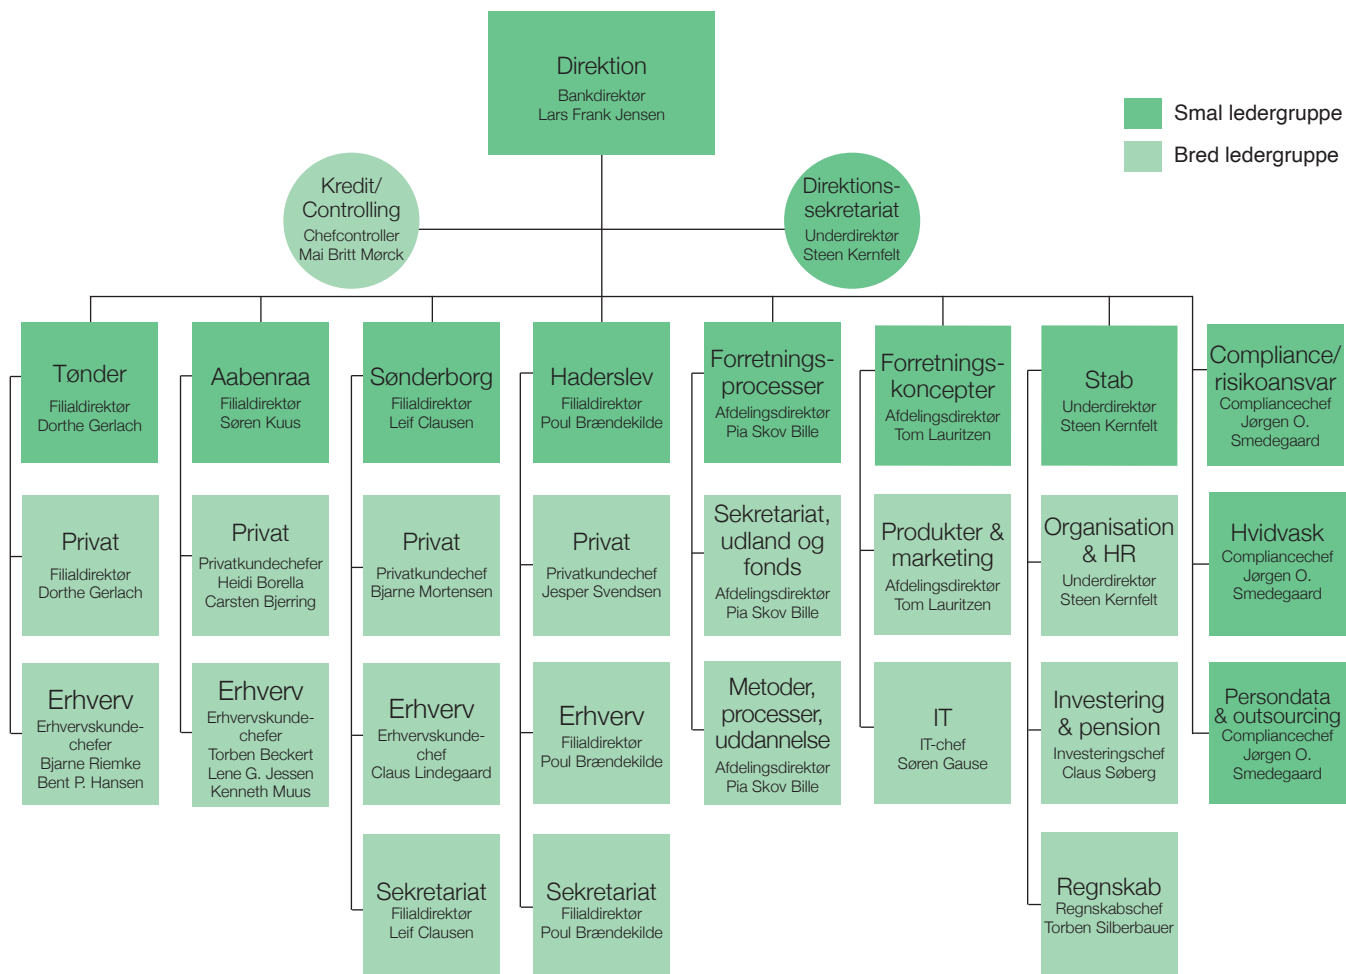 Direktion
Bankdirektør
Lars Frank Jensen
Smal ledergruppe
Bred ledergruppe
Kredit/
Controlling
Chefcontroller
Mai Britt Mørck
Direktions-
sekretariat
Underdirektør
Steen Kernfelt
Tønder
Filialdirektør
Dorthe Gerlach
Aabenraa
Filialdirektør
Søren Kuus
Sønderborg
Filialdirektør
Leif Clausen
Haderslev
Filialdirektør
Poul Brændekilde
Forretnings-
processer
Afdelingsdirektør
Pia Skov Bille
Forretnings-
koncepter
Afdelingsdirektør
Tom Lauritzen
Stab
Underdirektør
Steen Kernfelt
Compliance/
risikoansvar
Compliancechef
Jørgen O.
Smedegaard
Privat
Filialdirektør
Dorthe Gerlach
Privat
Privatkundechefer
Heidi Borella
Carsten Bjerring
Privat
Privatkundechef
Bjarne Mortensen
Privat
Privatkundechef
Jesper Svendsen
Sekretariat,
udland og
fonds
Afdelingsdirektør
Pia Skov Bille
Produkter &
marketing
Afdelingsdirektør
Tom Lauritzen
Organisation
& HR
Underdirektør
Steen Kernfelt
Hvidvask
Compliancechef
Jørgen O.
Smedegaard
Erhverv
Erhvervskunde-
chefer
Bjarne Riemke
Bent P. Hansen
Erhverv
Erhvervskunde-
chefer
Torben Beckert
Lene G. Jessen
Kenneth Muus
Erhverv
Erhvervskunde-
chef
Claus Lindegaard
Erhverv
Filialdirektør
Poul Brændekilde
Metoder,
processer,
uddannelse
Afdelingsdirektør
Pia Skov Bille
IT
IT-chef
Søren Gause
Investering
& pension
Investeringschef
Claus Søberg
Persondata
& outsourcing
Compliancechef
Jørgen O.
Smedegaard
Sekretariat
Filialdirektør
Leif Clausen
Sekretariat
Filialdirektør
Poul Brændekilde
Regnskab
Regnskabschef
Torben Silberbauer